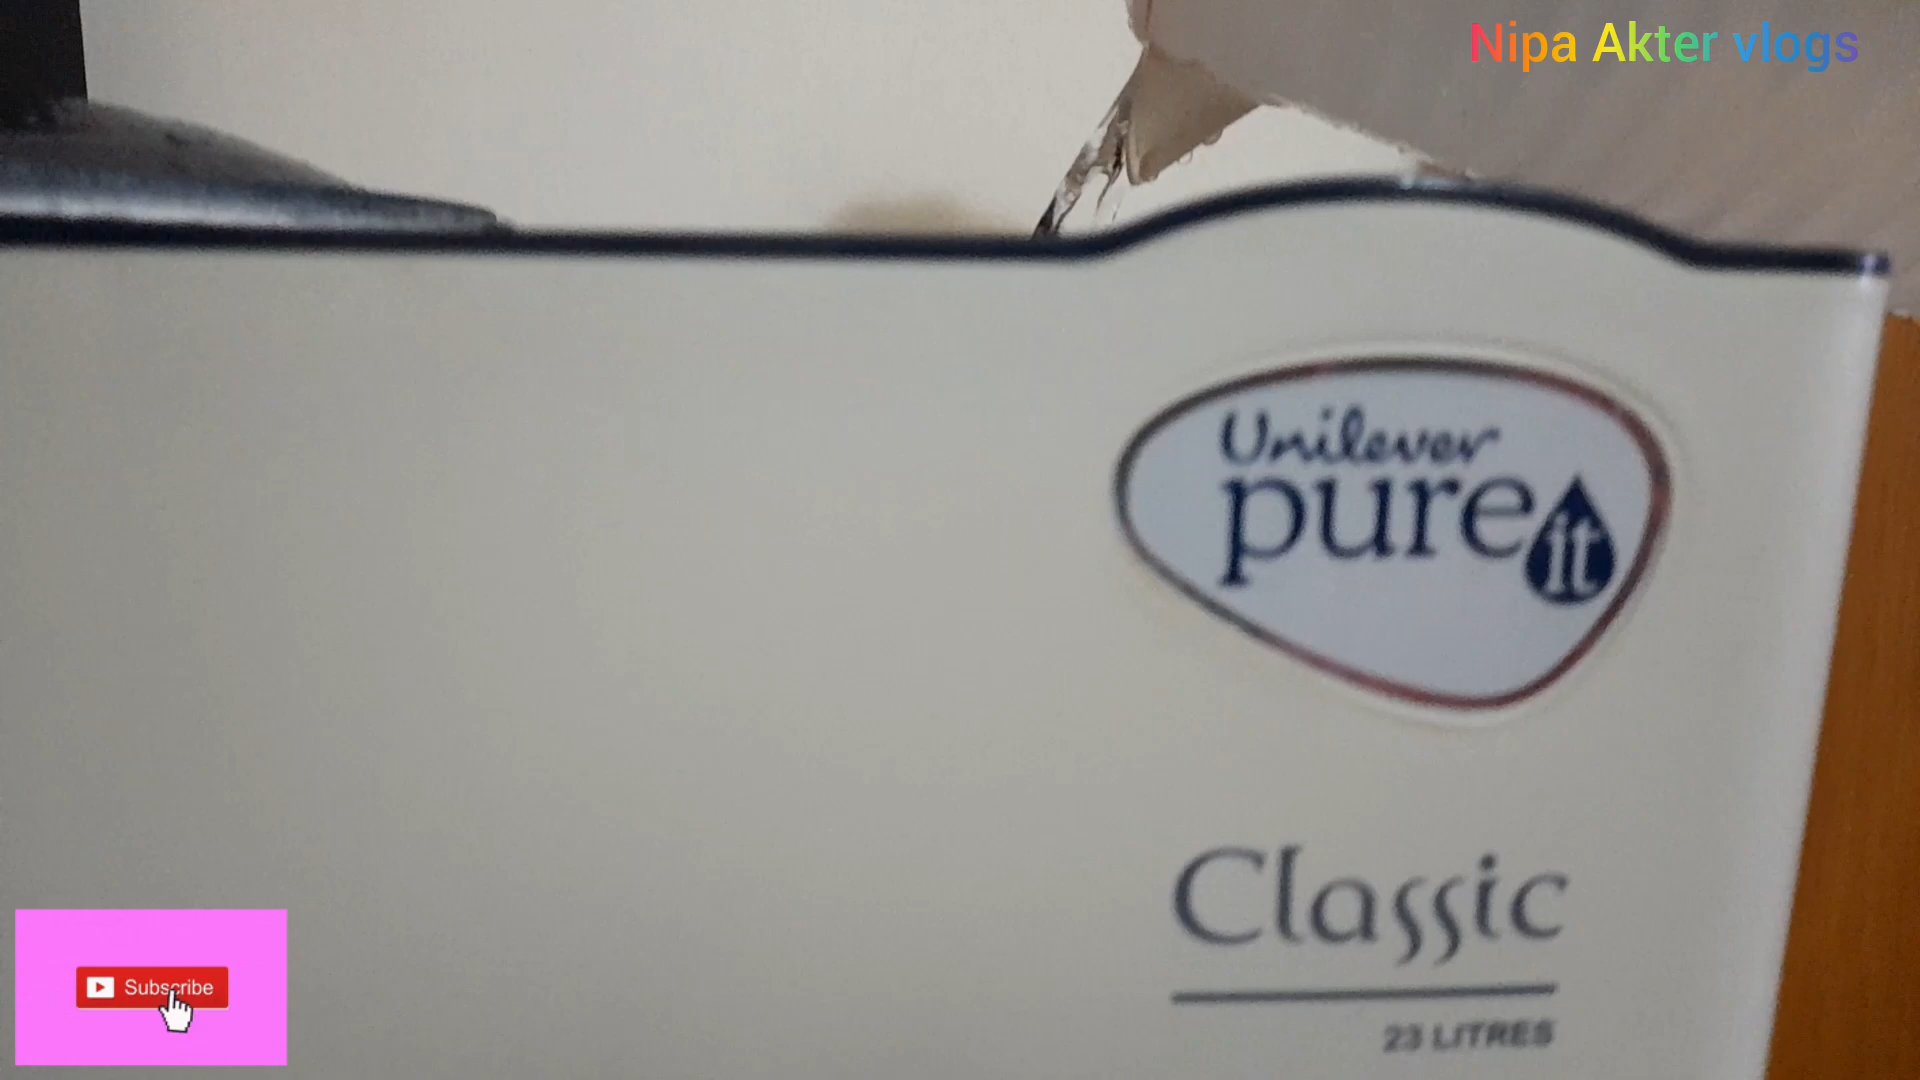 Nipa Akter vlogs
Unilever
pure it
Classic
23 LITRES
Subscribe